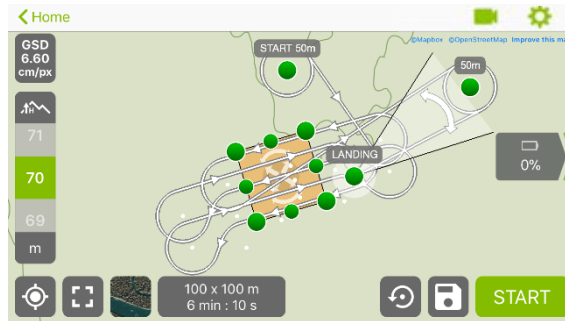 Home
©Mapbox ©OpenStreetMap Improve this ma
GSD
6.60
cm/px
START 50m
50m
71
70
69
m
LANDING
0%
100 x 100 m
6 min : 10 s
START